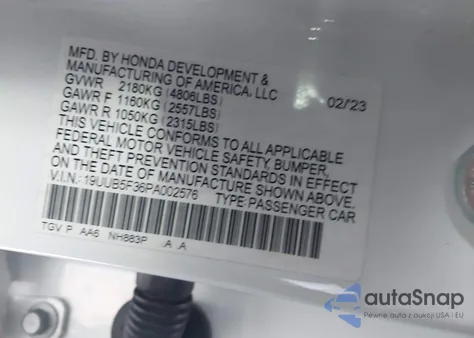 MFD. BY HONDA DEVELOPMENT &
MANUFACTURING OF AMERICA, LLC
GVWR 2180KG (4806LBS) 02/'23
GAWR F 1160KG (2557LBS)
GAWR R 1050KG (2315LBS)
THIS VEHICLE CONFORMS TO ALL APPLICABLE
FEDERAL MOTOR VEHICLE SAFETY, BUMPER,
AND THEFT PREVENTION STANDARDS IN EFFECT
ON THE DATE OF MANUFACTURE SHOWN ABOVE.
V.I.N.:19UUB5F36PA002576 TYPE:PASSENGER CAR
TGV P AA6 NH883P A A
autoSnap
Pewne auto z aukcji USA i EU